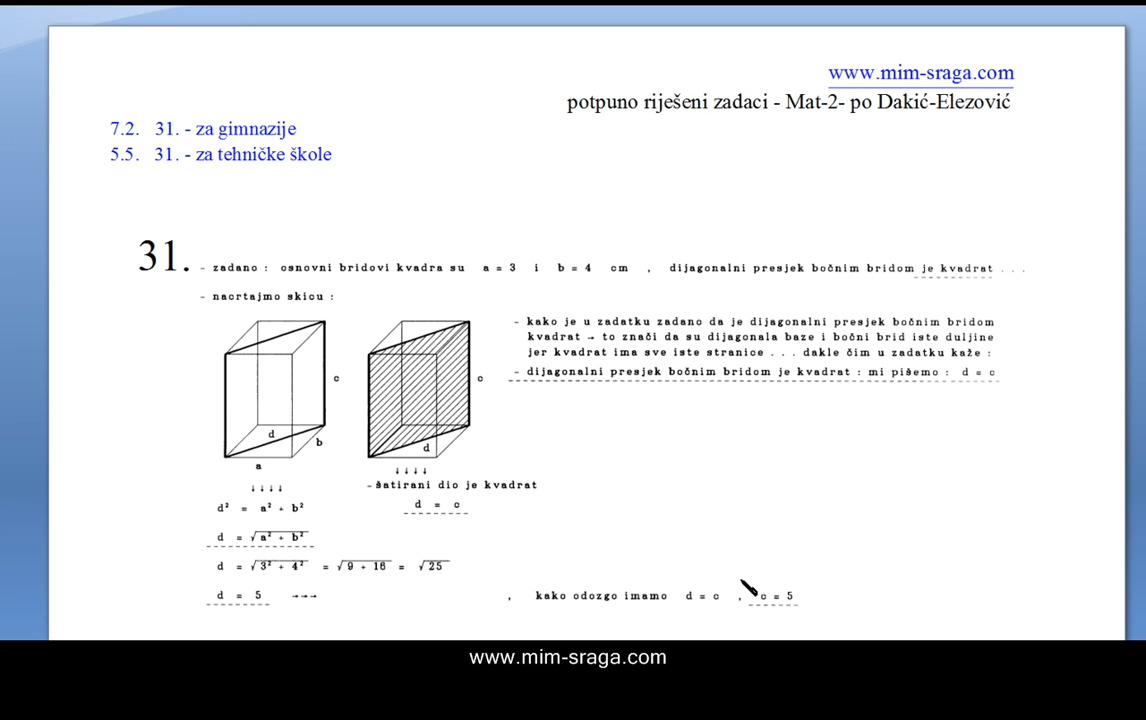 www.mim-sraga.com
potpuno riješeni zadaci - Mat-2- po Dakić-Elezović
7.2. 31. - za gimnazije
5.5. 31. - za tehničke škole
31. - zadano : osnovni bridovi kvadra su a = 3 i b = 4 cm , dijagonalni presjek bočnim bridom je kvadrat . . .
- nacrtajmo skicu :
- kako je u zadatku zadano da je dijagonalni presjek bočnim bridom
kvadrat → to znači da su dijagonala baze i bočni brid iste duljine
jer kvadrat ima sve iste stranice . . . dakle čim u zadatku kaže :
- dijagonalni presjek bočnim bridom je kvadrat : mi pišemo : d = c
c
c
d
b
d
a
↓↓↓↓
↓↓↓↓
- šatirani dio je kvadrat
d = c
d² = a² + b²
d = √a² + b²
d = √3² + 4² = √9 + 16 = √25
d = 5 --→ , kako odozgo imamo d = c , c = 5
www.mim-sraga.com